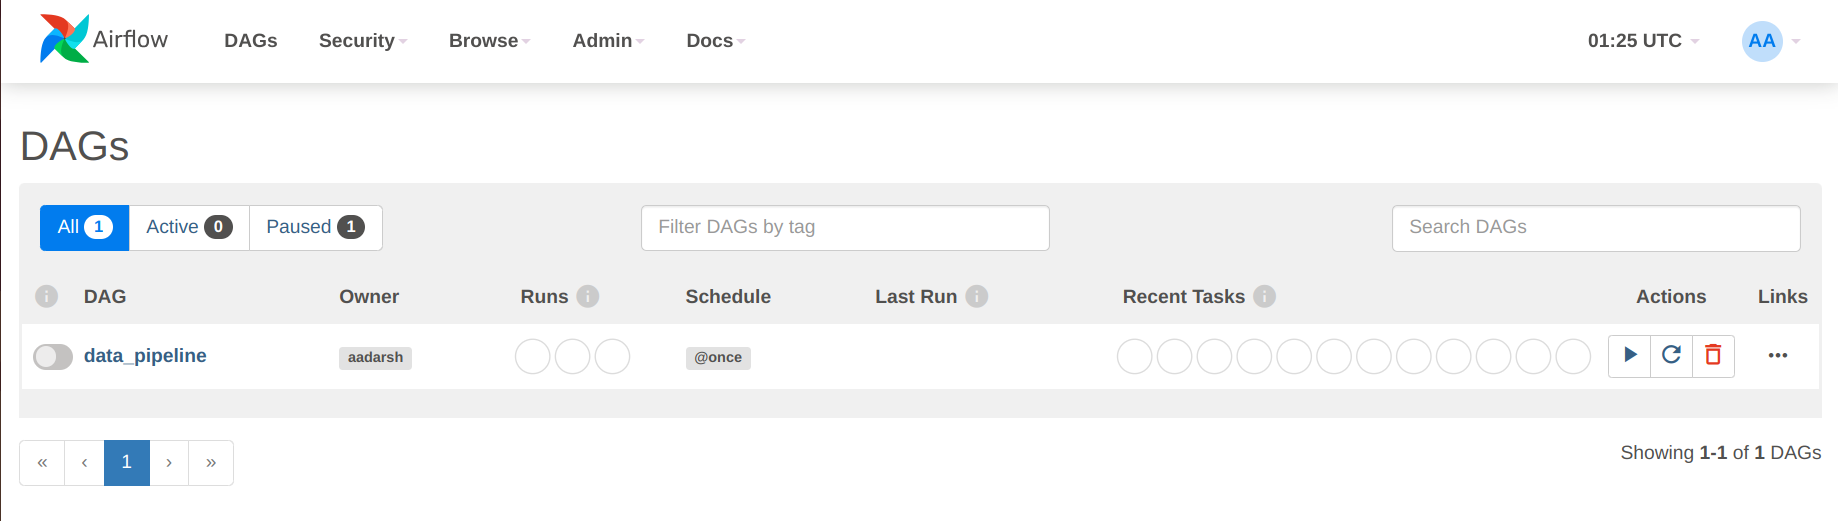 Airflow DAGs Security Browse Admin Docs 01:25 UTC AA
DAGs
All 1 Active 0 Paused 1 Filter DAGs by tag Search DAGs
i DAG Owner Runs i Schedule Last Run i Recent Tasks i Actions Links
data_pipeline aadarsh @once ...
« ‹ 1 › » Showing 1-1 of 1 DAGs